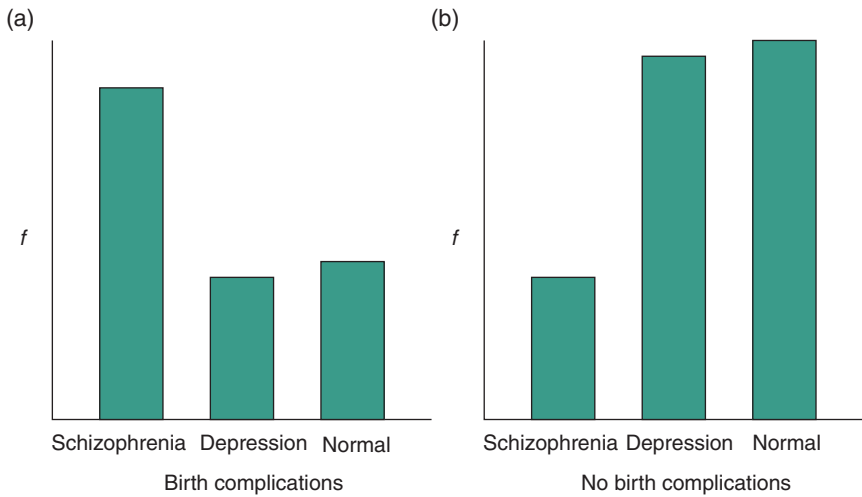 (a)
f
Schizophrenia Depression Normal
Birth complications
(b)
f
Schizophrenia Depression Normal
No birth complications